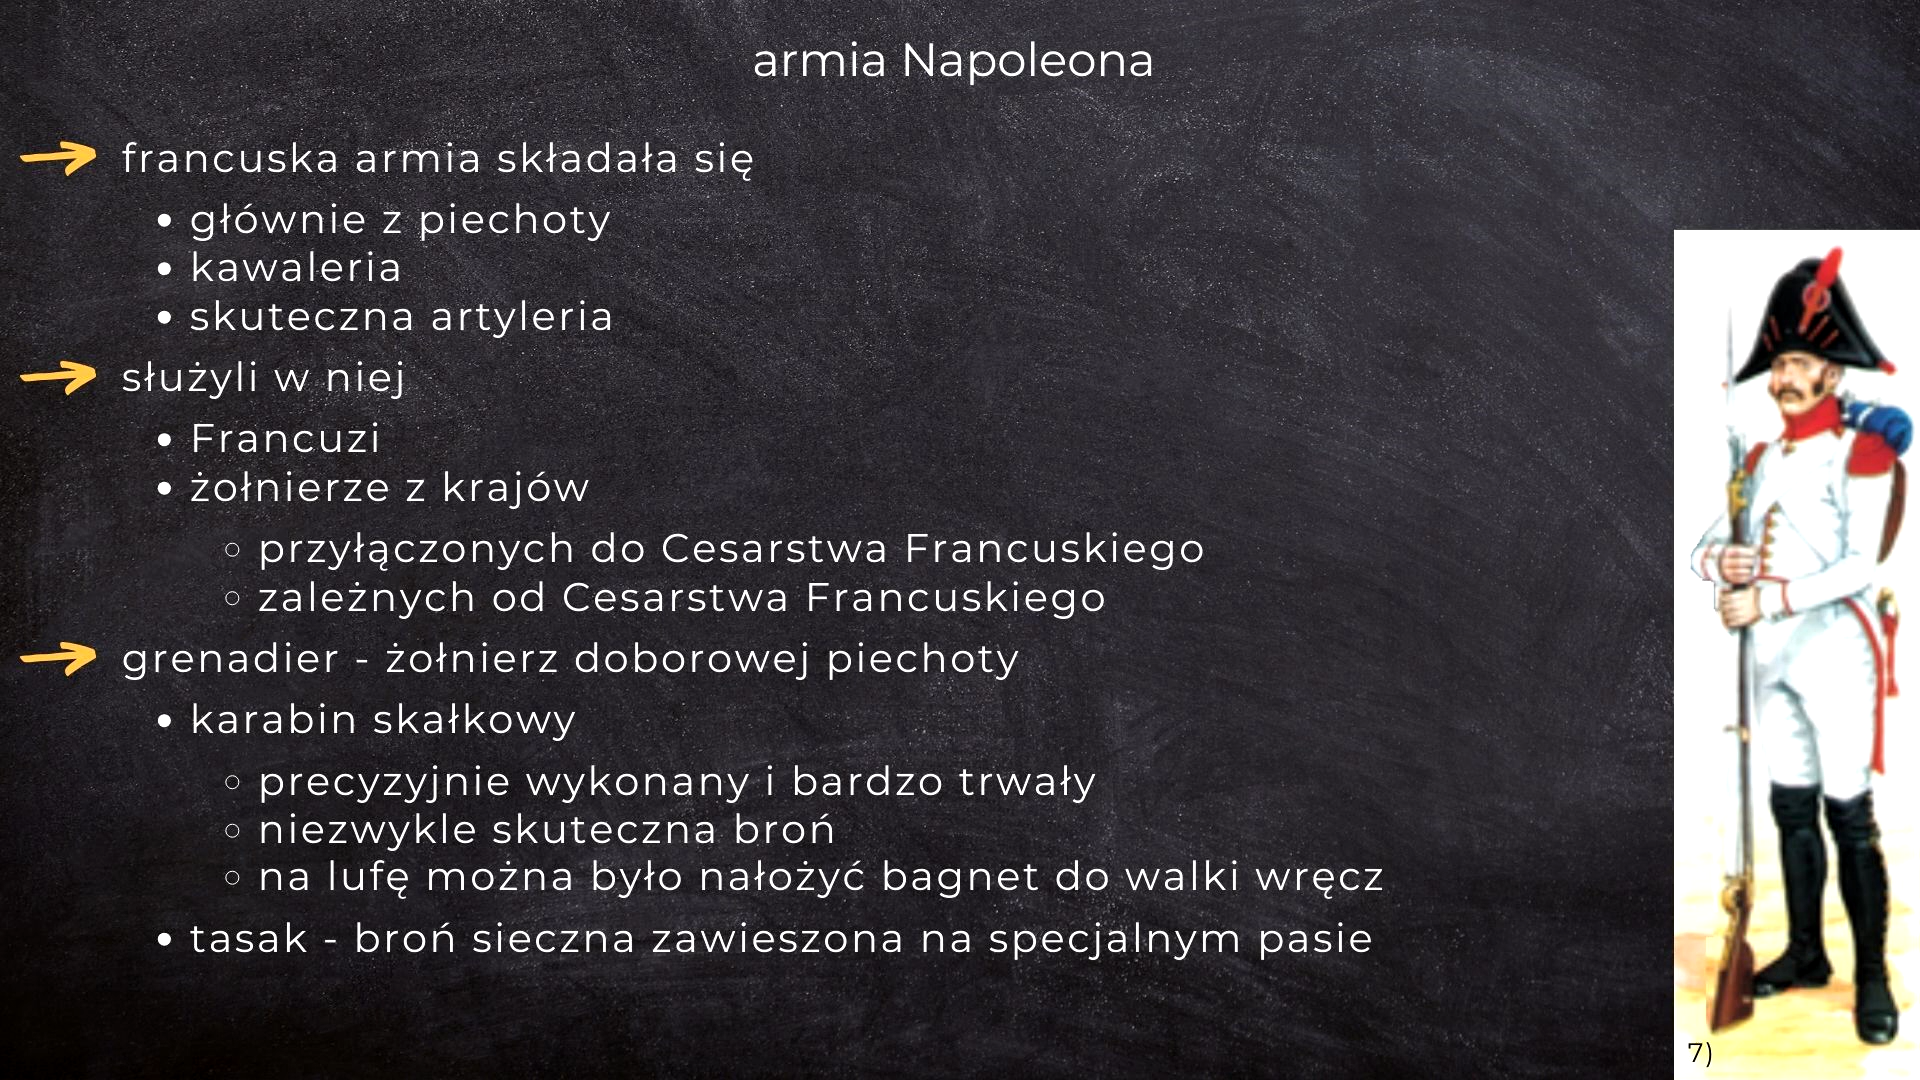 armia Napoleona
francuska armia składała się
głównie z piechoty
kawaleria
skuteczna artyleria
służyli w niej
Francuzi
żołnierze z krajów
przyłączonych do Cesarstwa Francuskiego
zależnych od Cesarstwa Francuskiego
grenadier - żołnierz doborowej piechoty
karabin skałkowy
precyzyjnie wykonany i bardzo trwały
niezwykle skuteczna broń
na lufę można było nałożyć bagnet do walki wręcz
tasak - broń sieczna zawieszona na specjalnym pasie
7)